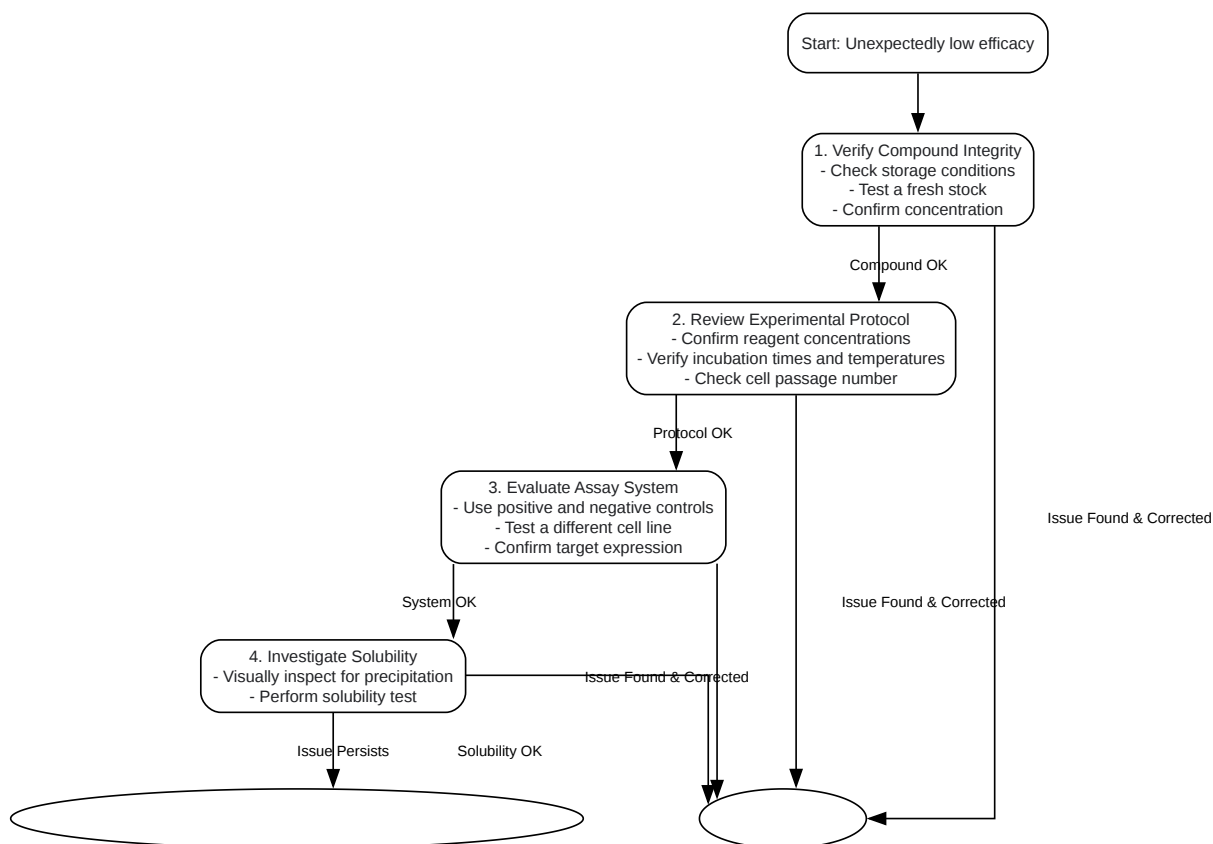 Start: Unexpectedly low efficacy
1. Verify Compound Integrity
- Check storage conditions
- Test a fresh stock
- Confirm concentration
Compound OK
2. Review Experimental Protocol
- Confirm reagent concentrations
- Verify incubation times and temperatures
- Check cell passage number
Protocol OK
3. Evaluate Assay System
- Use positive and negative controls
- Test a different cell line
- Confirm target expression
Issue Found & Corrected
System OK
Issue Found & Corrected
4. Investigate Solubility
- Visually inspect for precipitation
- Perform solubility test
Issue Found & Corrected
Issue Persists
Solubility OK